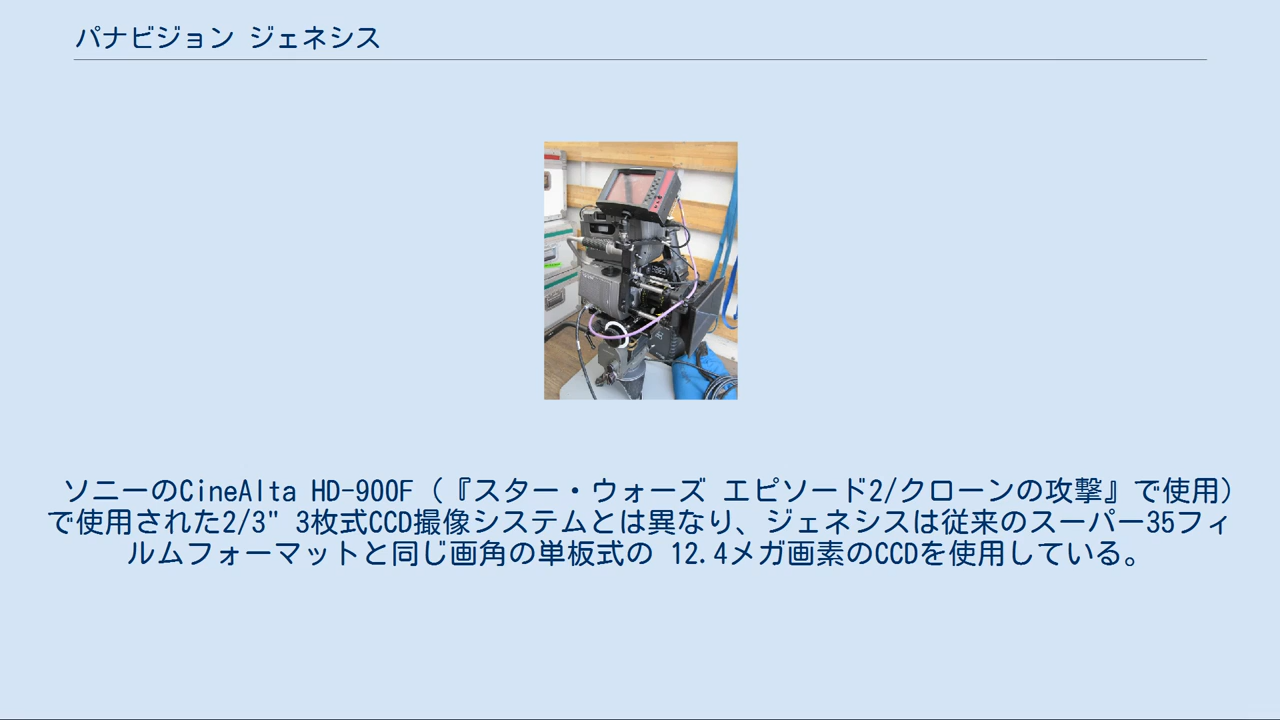 パナビジョン ジェネシス
ソニーのCineAlta HD-900F（『スター・ウォーズ エピソード2/クローンの攻撃』で使用）
で使用された2/3" 3枚式CCD撮像システムとは異なり、ジェネシスは従来のスーパー35フィ
ルムフォーマットと同じ画角の単板式の 12.4メガ画素のCCDを使用している。